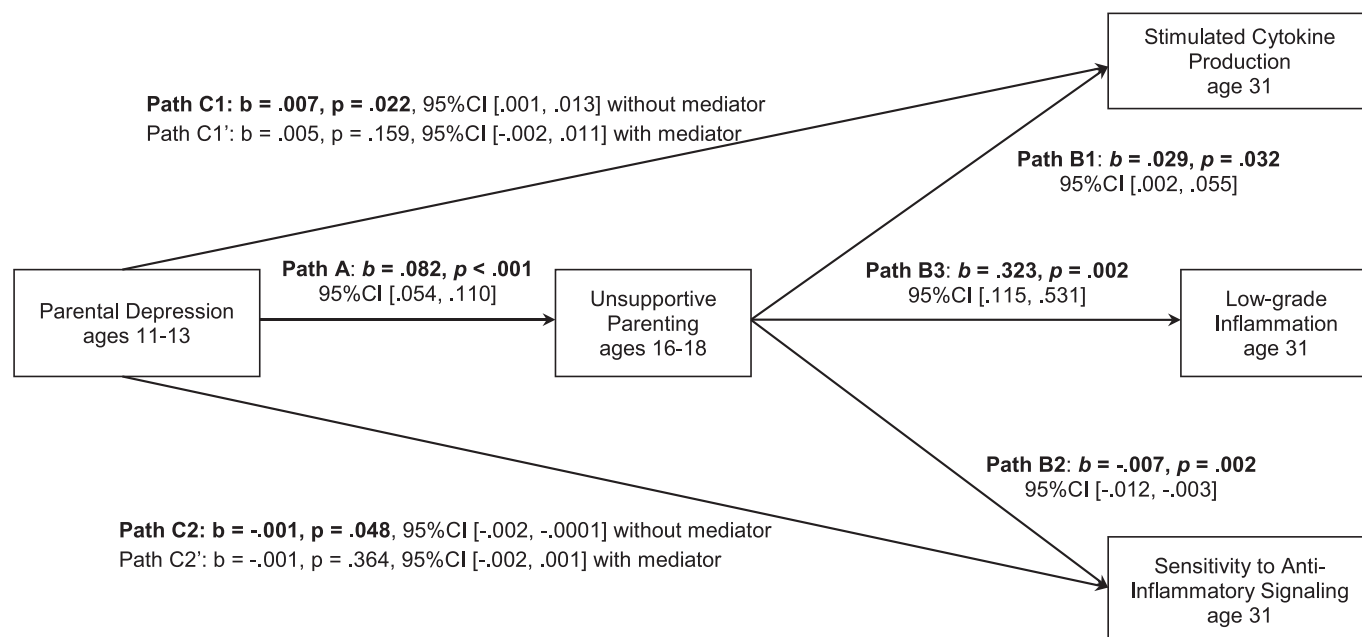 Stimulated Cytokine
Production
age 31
Path C1: b = .007, p = .022, 95%CI [.001, .013] without mediator
Path C1’: b = .005, p = .159, 95%CI [-.002, .011] with mediator
Path B1: b = .029, p = .032
95%CI [.002, .055]
Path A: b = .082, p < .001
95%CI [.054, .110]
Path B3: b = .323, p = .002
95%CI [.115, .531]
Parental Depression
ages 11-13
Unsupportive
Parenting
ages 16-18
Low-grade
Inflammation
age 31
Path B2: b = -.007, p = .002
95%CI [-.012, -.003]
Path C2: b = -.001, p = .048, 95%CI [-.002, -.0001] without mediator
Path C2’: b = -.001, p = .364, 95%CI [-.002, .001] with mediator
Sensitivity to Anti-
Inflammatory Signaling
age 31